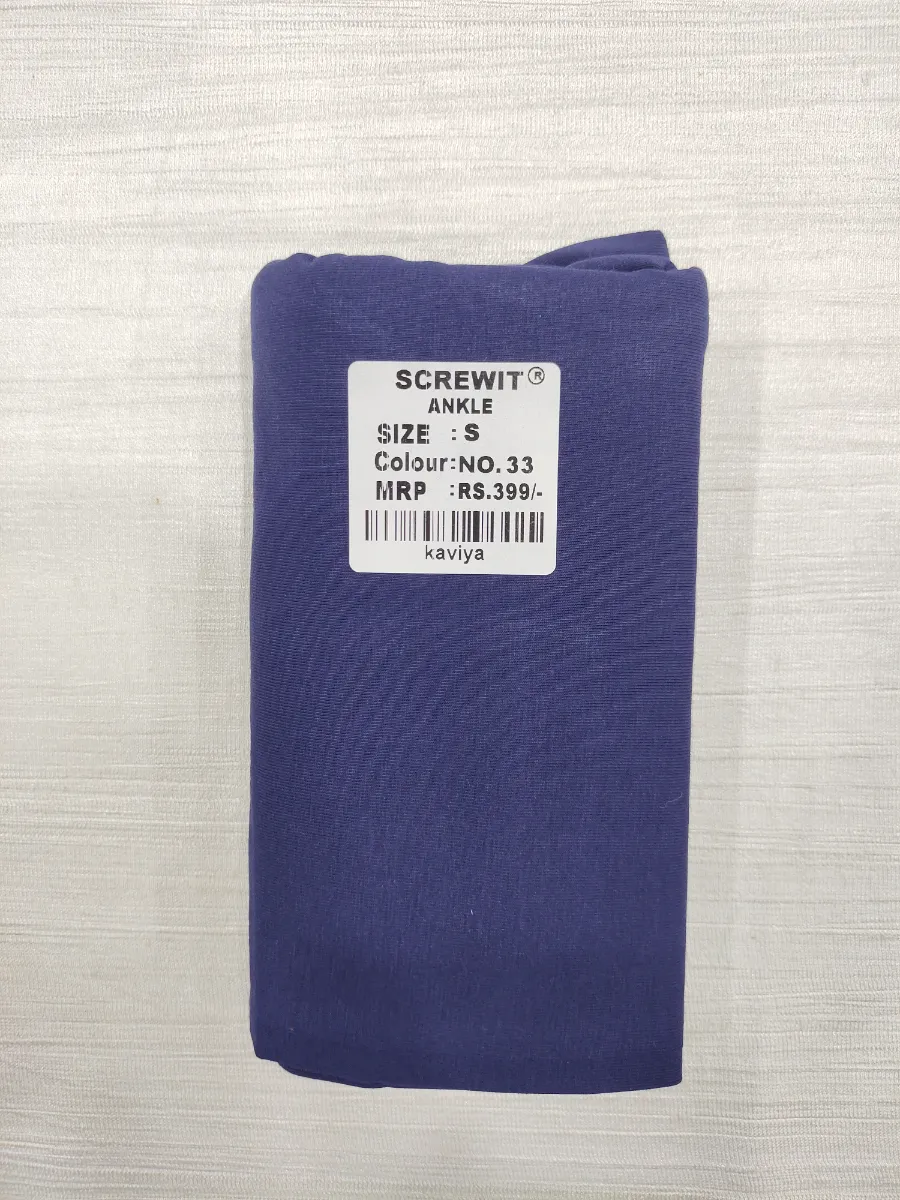 SCREWIT®
ANKLE
SIZE : S
Colour:NO.33
MRP :RS.399/-
kaviya